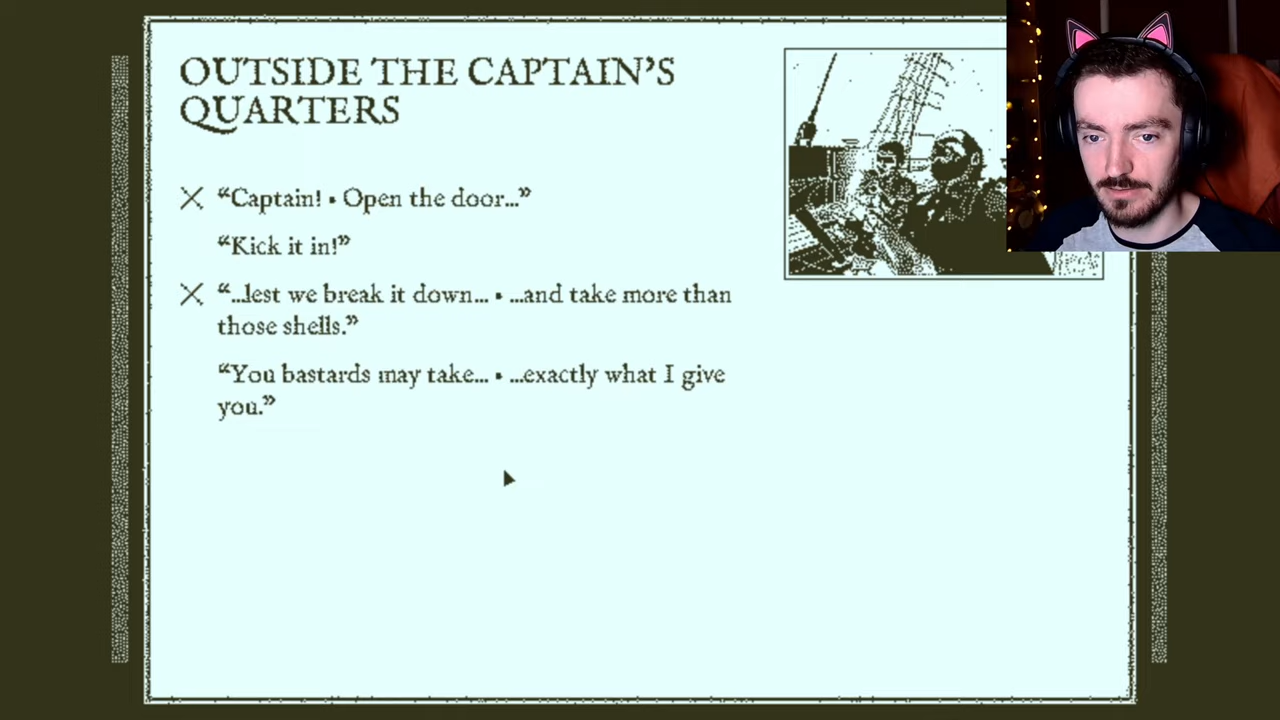 OUTSIDE THE CAPTAIN'S
QUARTERS
"Captain! • Open the door..."
"Kick it in!"
"...lest we break it down... • ...and take more than
those shells."
"You bastards may take... • ...exactly what I give
you."